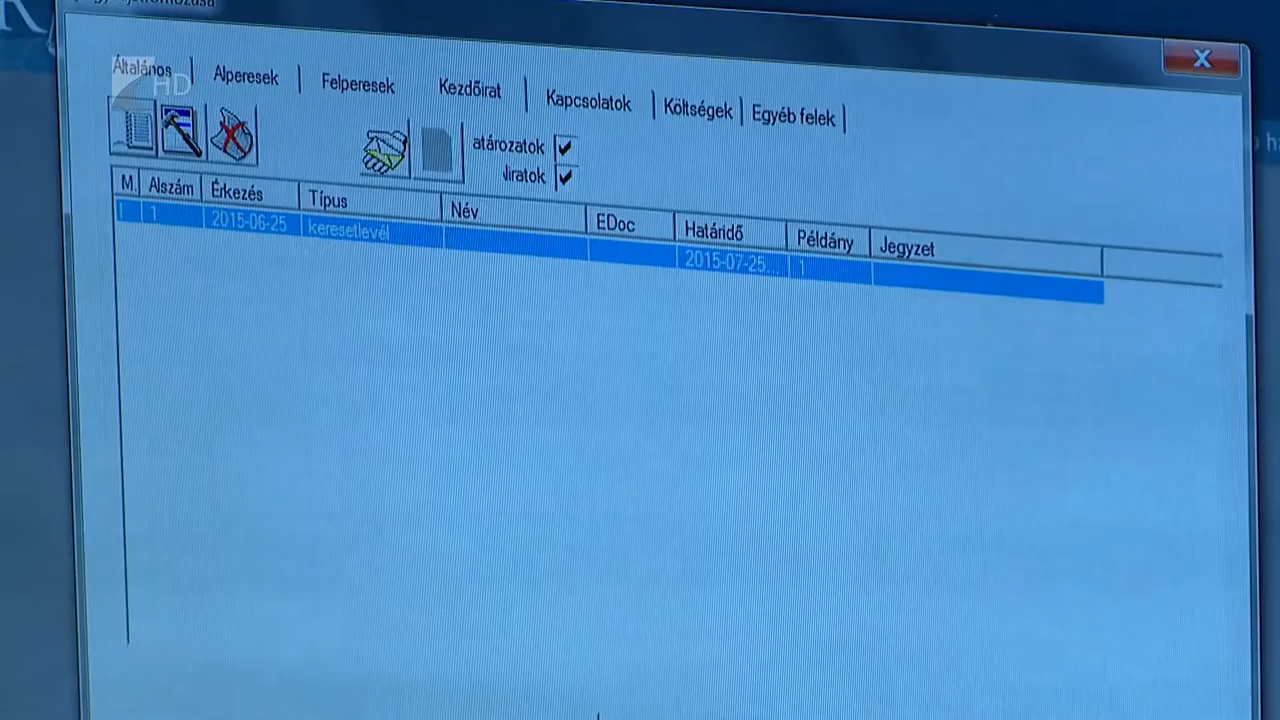 Általános Alperesek Felperesek Kezdőirat Kapcsolatok Költségek Egyéb felek
HD
atározatok
Jiratok
M. Alszám Érkezés Típus Név EDoc Határidő Példány Jegyzet
1 2015-06-25 keresetlevél 2015-07-25... 1